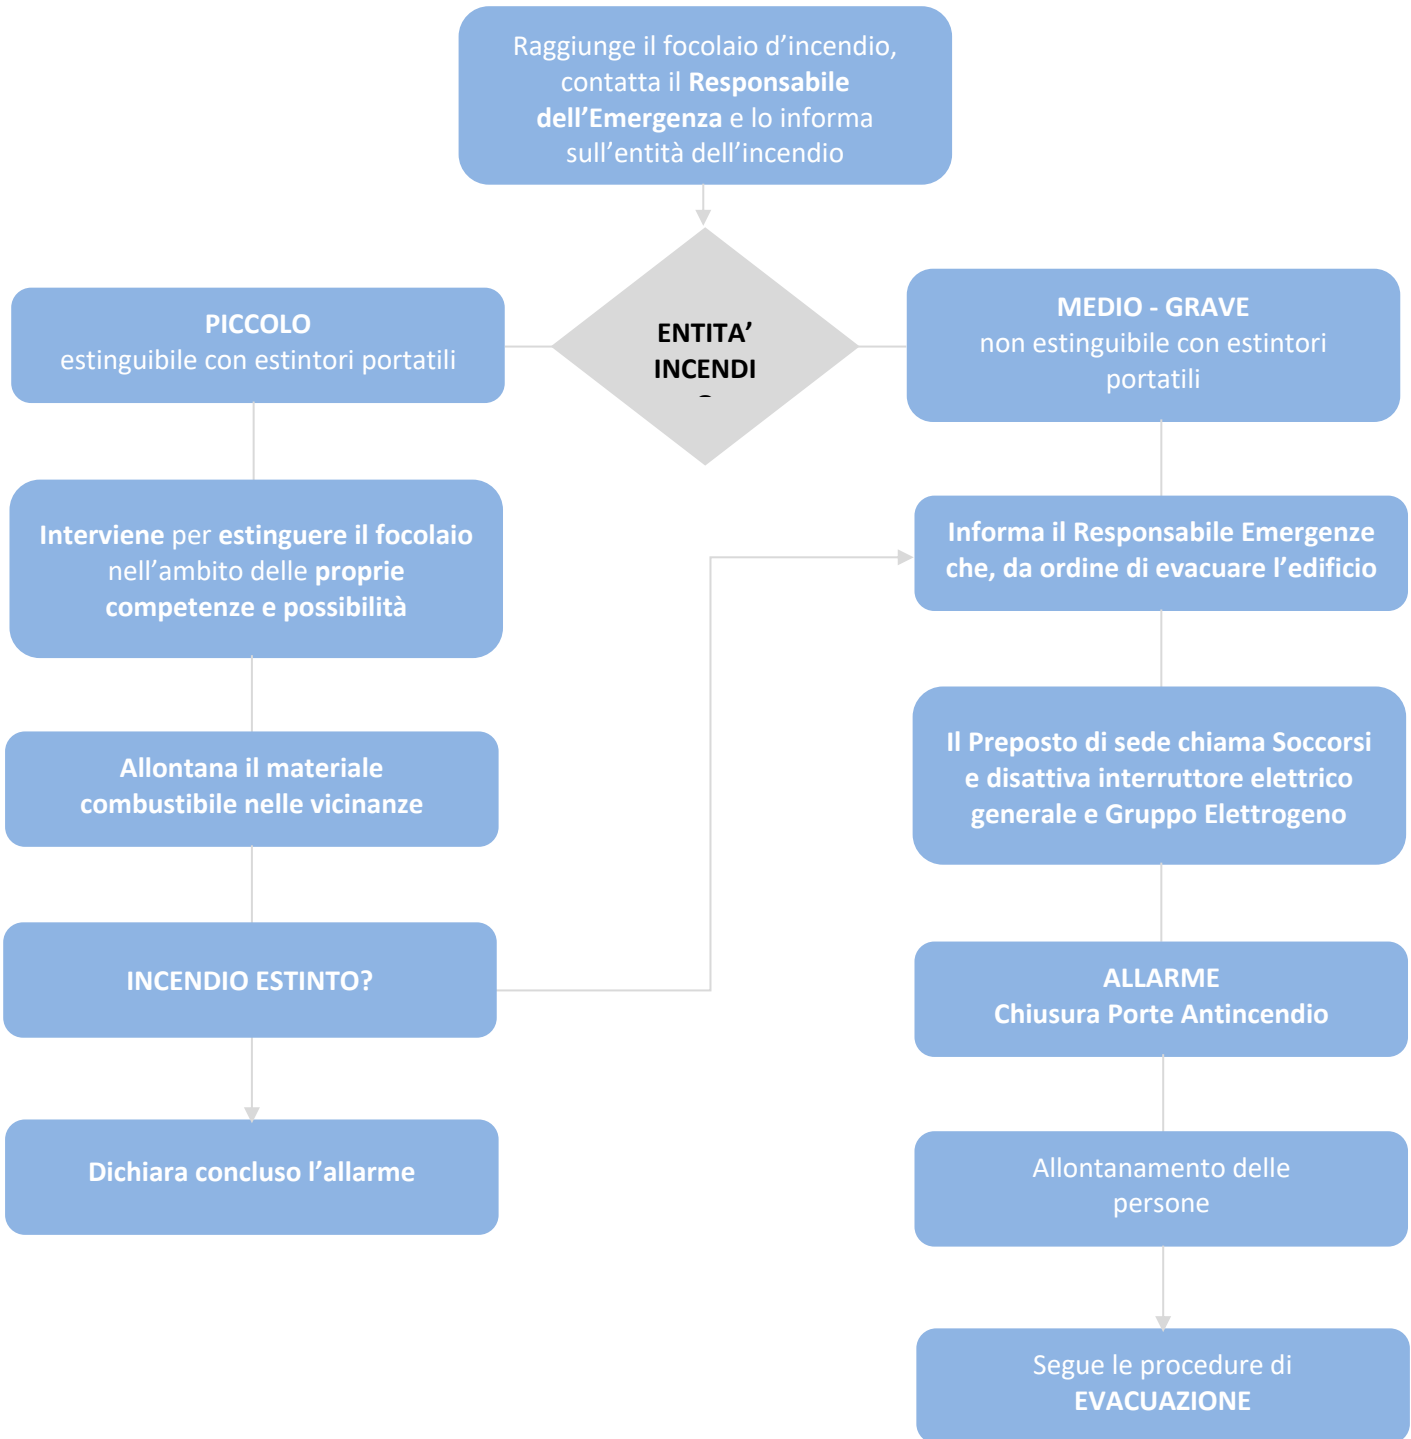 Raggiunge il focolaio d’incendio,
contatta il Responsabile
dell’Emergenza e lo informa
sull’entità dell’incendio
ENTITA’
INCENDI
PICCOLO
estinguibile con estintori portatili
MEDIO - GRAVE
non estinguibile con estintori
portatili
Interviene per estinguere il focolaio
nell’ambito delle proprie
competenze e possibilità
Informa il Responsabile Emergenze
che, da ordine di evacuare l’edificio
Allontana il materiale
combustibile nelle vicinanze
Il Preposto di sede chiama Soccorsi
e disattiva interruttore elettrico
generale e Gruppo Elettrogeno
INCENDIO ESTINTO?
ALLARME
Chiusura Porte Antincendio
Dichiara concluso l’allarme
Allontanamento delle
persone
Segue le procedure di
EVACUAZIONE